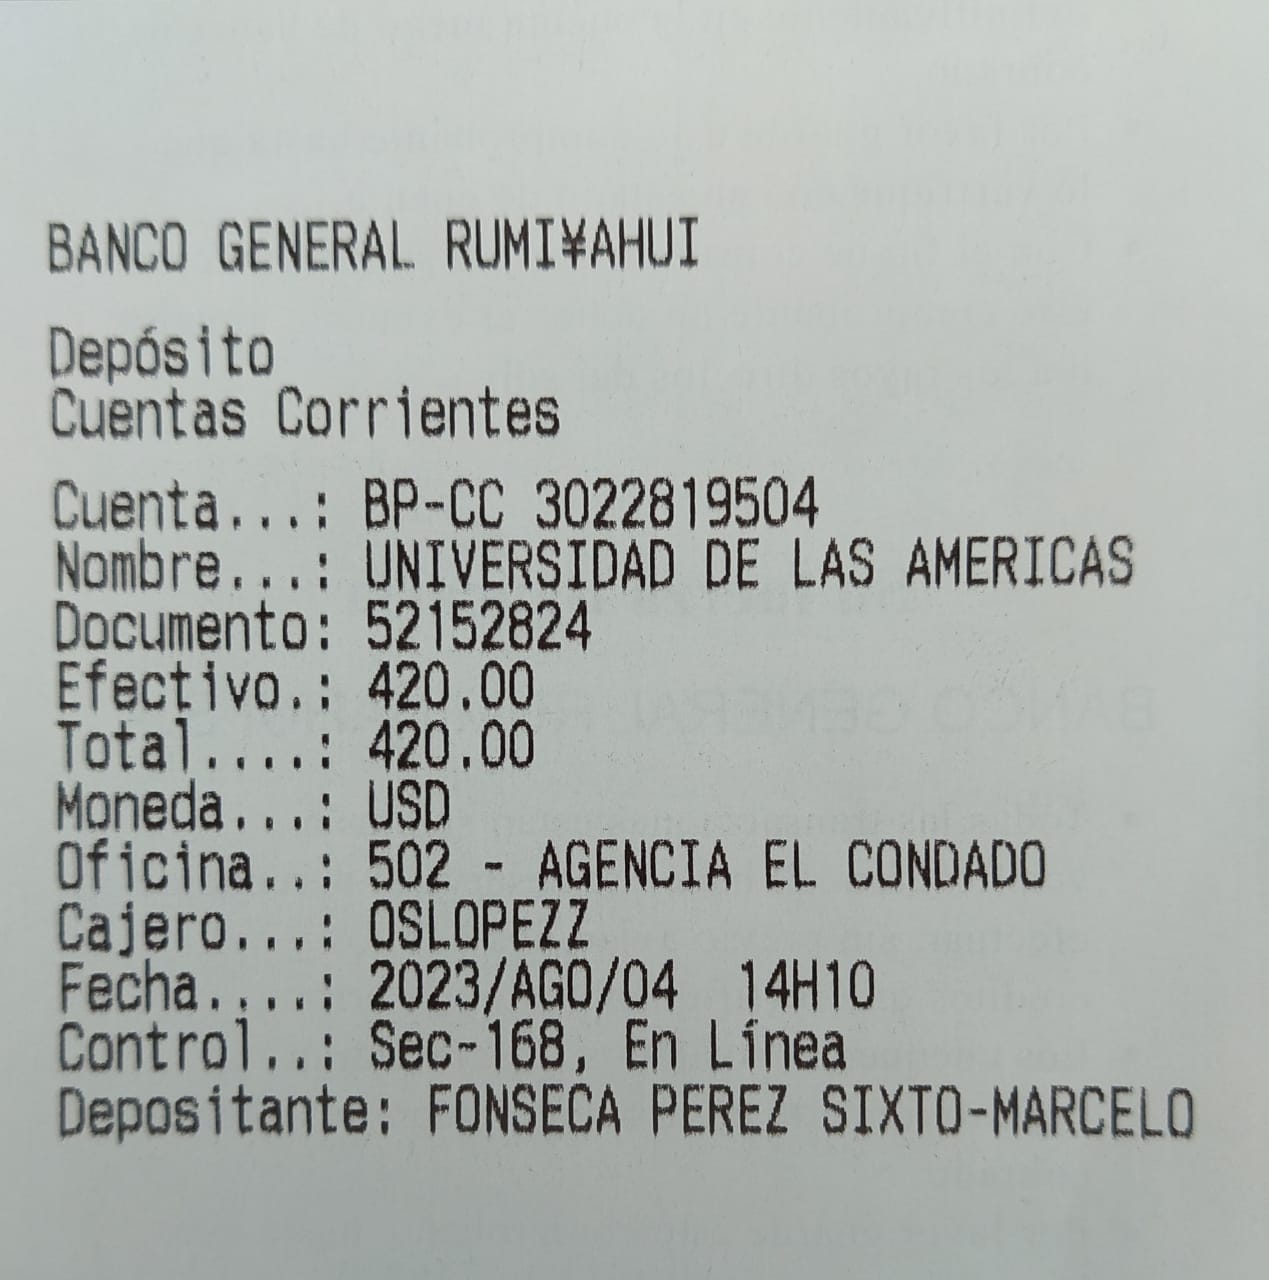 BANCO GENERAL RUMI¥AHUI
Depósito
Cuentas Corrientes
Cuenta...: BP-CC 3022819504
Nombre...: UNIVERSIDAD DE LAS AMERICAS
Documento: 52152824
Efectivo.: 420.00
Total....: 420.00
Moneda...: USD
Oficina..: 502 - AGENCIA EL CONDADO
Cajero...: OSLOPEZZ
Fecha....: 2023/AGO/04  14H10
Control..: Sec-168, En Línea
Depositante: FONSECA PEREZ SIXTO-MARCELO